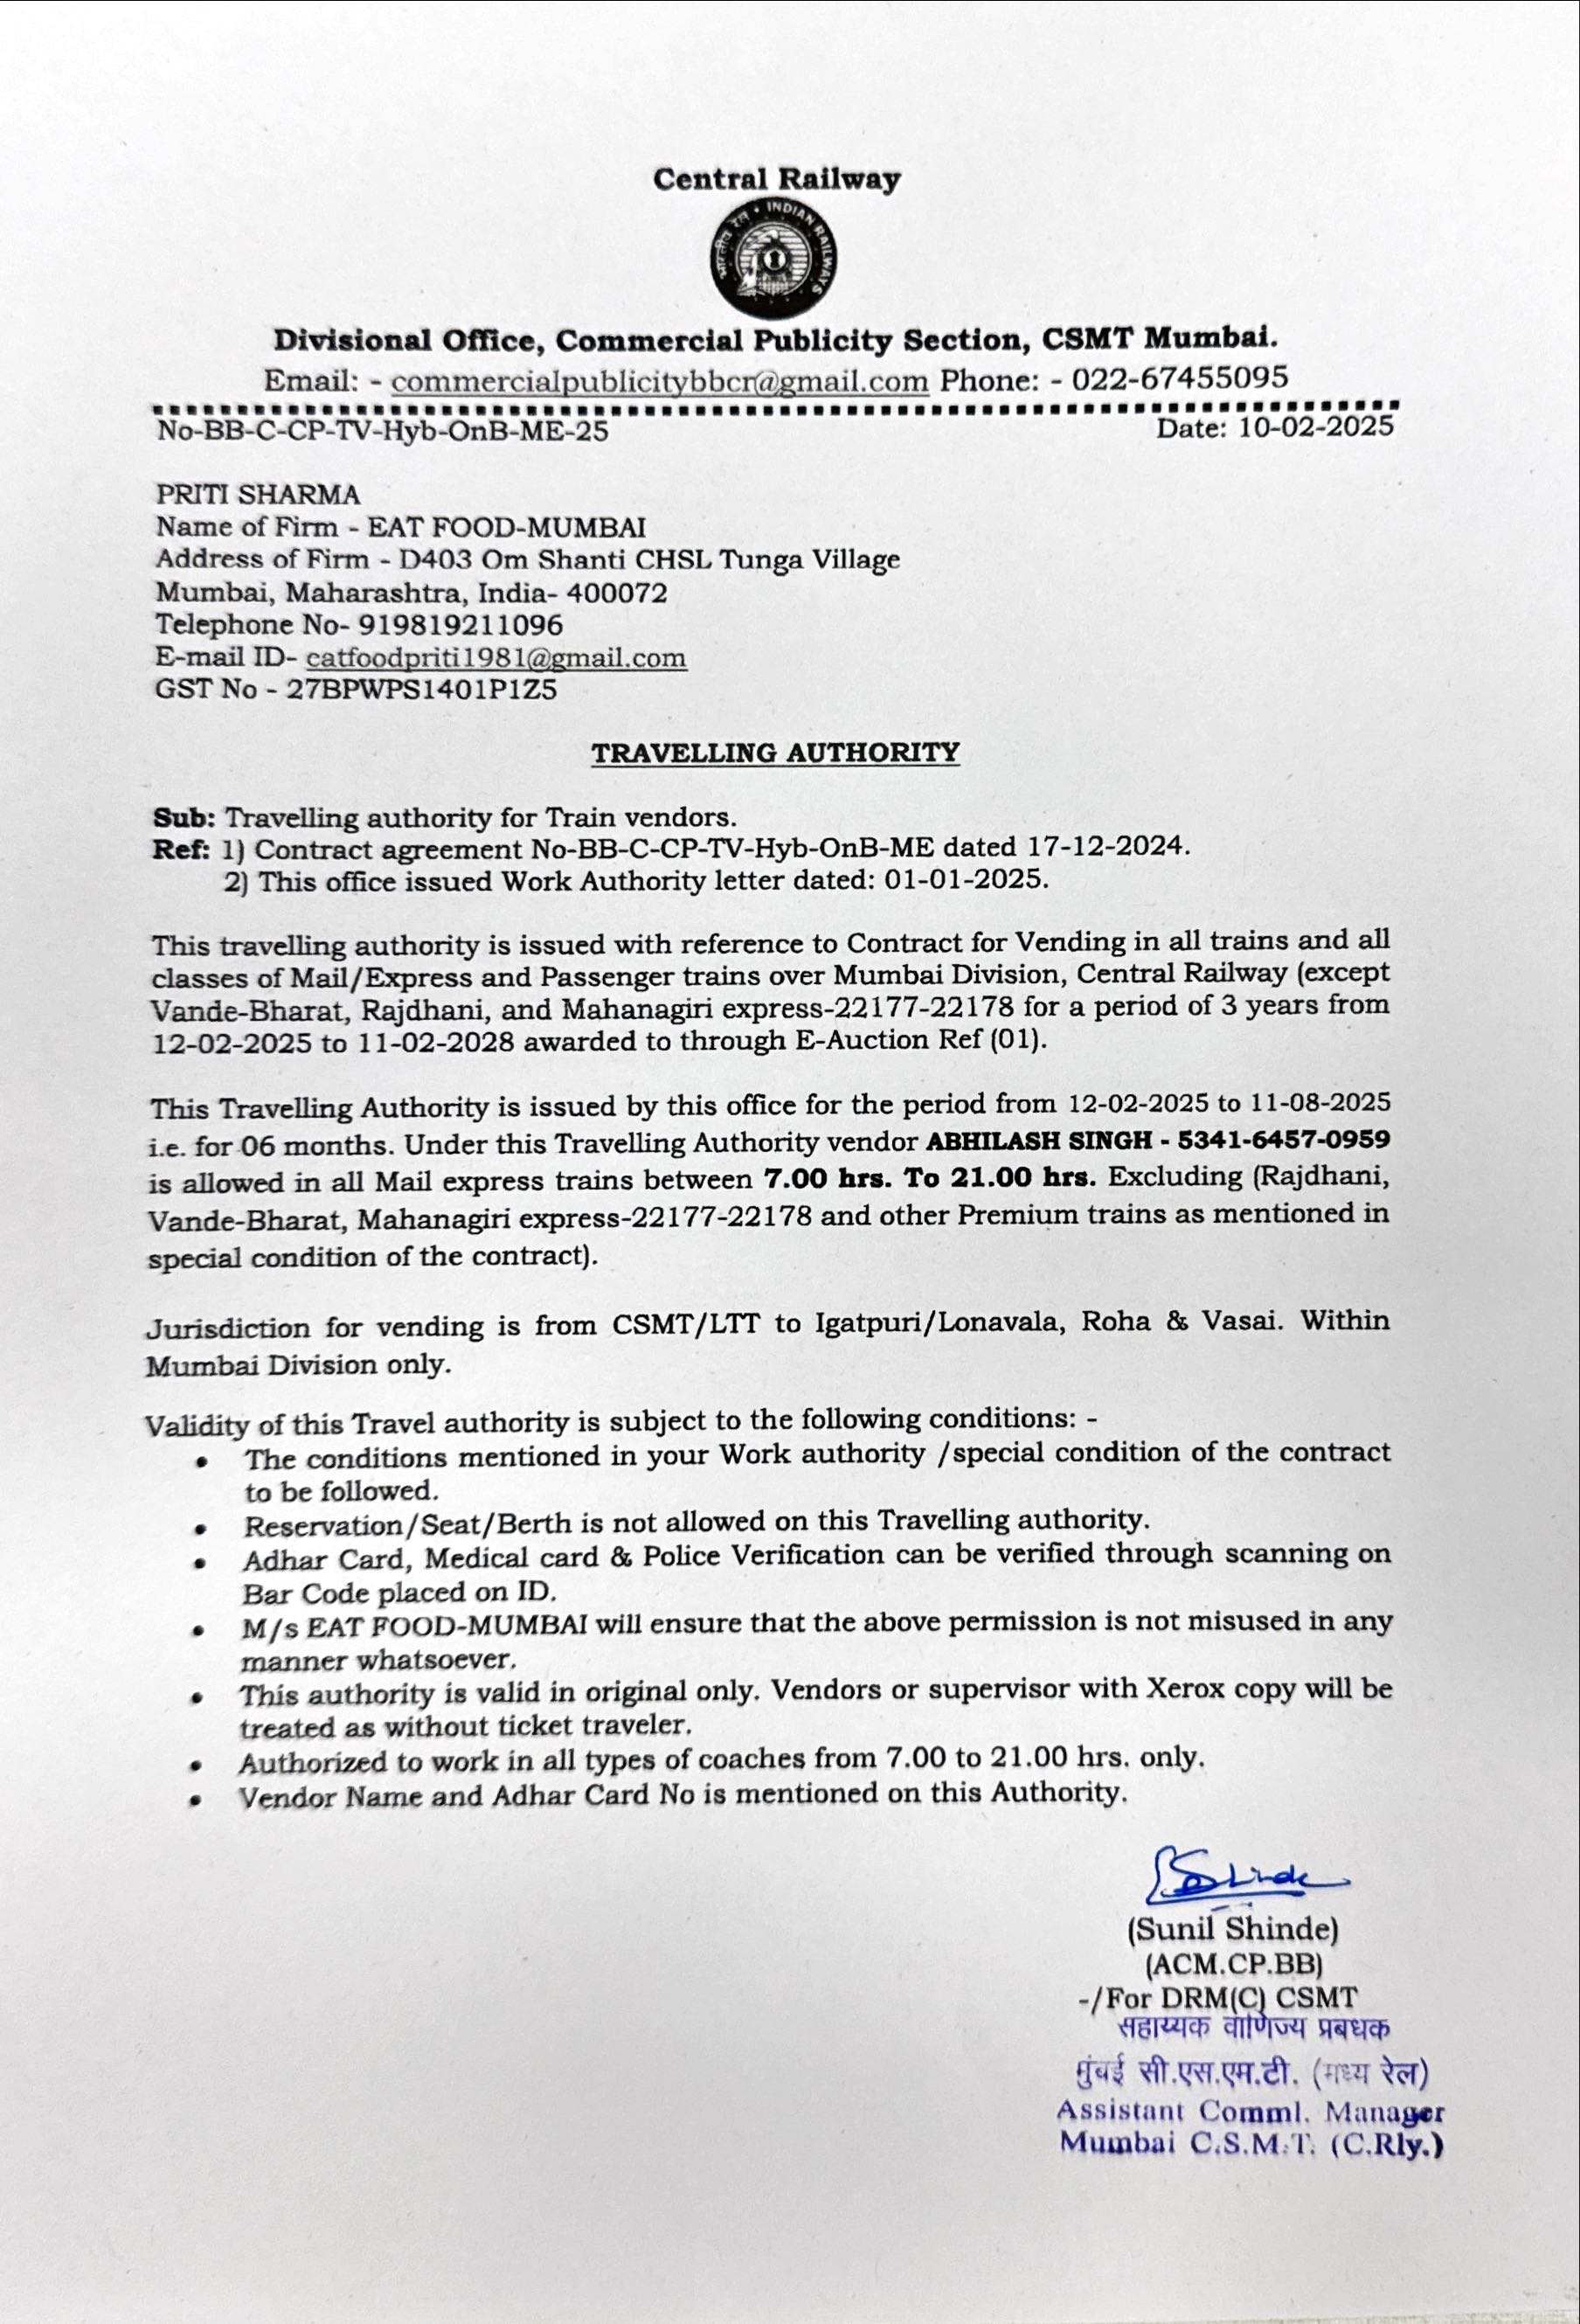 Central Railway
भारतीय रेल • INDIAN RAILWAYS
Divisional Office, Commercial Publicity Section, CSMT Mumbai.
Email: - commercialpublicitybbcr@gmail.com Phone: - 022-67455095
No-BB-C-CP-TV-Hyb-OnB-ME-25 Date: 10-02-2025
PRITI SHARMA
Name of Firm - EAT FOOD-MUMBAI
Address of Firm - D403 Om Shanti CHSL Tunga Village
Mumbai, Maharashtra, India- 400072
Telephone No- 919819211096
E-mail ID- eatfoodpriti1981@gmail.com
GST No - 27BPWPS1401P1Z5
TRAVELLING AUTHORITY
Sub: Travelling authority for Train vendors.
Ref: 1) Contract agreement No-BB-C-CP-TV-Hyb-OnB-ME dated 17-12-2024.
2) This office issued Work Authority letter dated: 01-01-2025.
This travelling authority is issued with reference to Contract for Vending in all trains and all
classes of Mail/Express and Passenger trains over Mumbai Division, Central Railway (except
Vande-Bharat, Rajdhani, and Mahanagiri express-22177-22178 for a period of 3 years from
12-02-2025 to 11-02-2028 awarded to through E-Auction Ref (01).
This Travelling Authority is issued by this office for the period from 12-02-2025 to 11-08-2025
i.e. for 06 months. Under this Travelling Authority vendor ABHILASH SINGH - 5341-6457-0959
is allowed in all Mail express trains between 7.00 hrs. To 21.00 hrs. Excluding (Rajdhani,
Vande-Bharat, Mahanagiri express-22177-22178 and other Premium trains as mentioned in
special condition of the contract).
Jurisdiction for vending is from CSMT/LTT to Igatpuri/Lonavala, Roha & Vasai. Within
Mumbai Division only.
Validity of this Travel authority is subject to the following conditions: -
• The conditions mentioned in your Work authority /special condition of the contract
to be followed.
• Reservation/Seat/Berth is not allowed on this Travelling authority.
• Adhar Card, Medical card & Police Verification can be verified through scanning on
Bar Code placed on ID.
• M/s EAT FOOD-MUMBAI will ensure that the above permission is not misused in any
manner whatsoever.
• This authority is valid in original only. Vendors or supervisor with Xerox copy will be
treated as without ticket traveler.
• Authorized to work in all types of coaches from 7.00 to 21.00 hrs. only.
• Vendor Name and Adhar Card No is mentioned on this Authority.
Shinde
(Sunil Shinde)
(ACM.CP.BB)
-/For DRM(C) CSMT
सहाय्यक वाणिज्य प्रबधक
मुंबई सी.एस.एम.टी. (मध्य रेल)
Assistant Comml. Manager
Mumbai C.S.M.T. (C.Rly.)